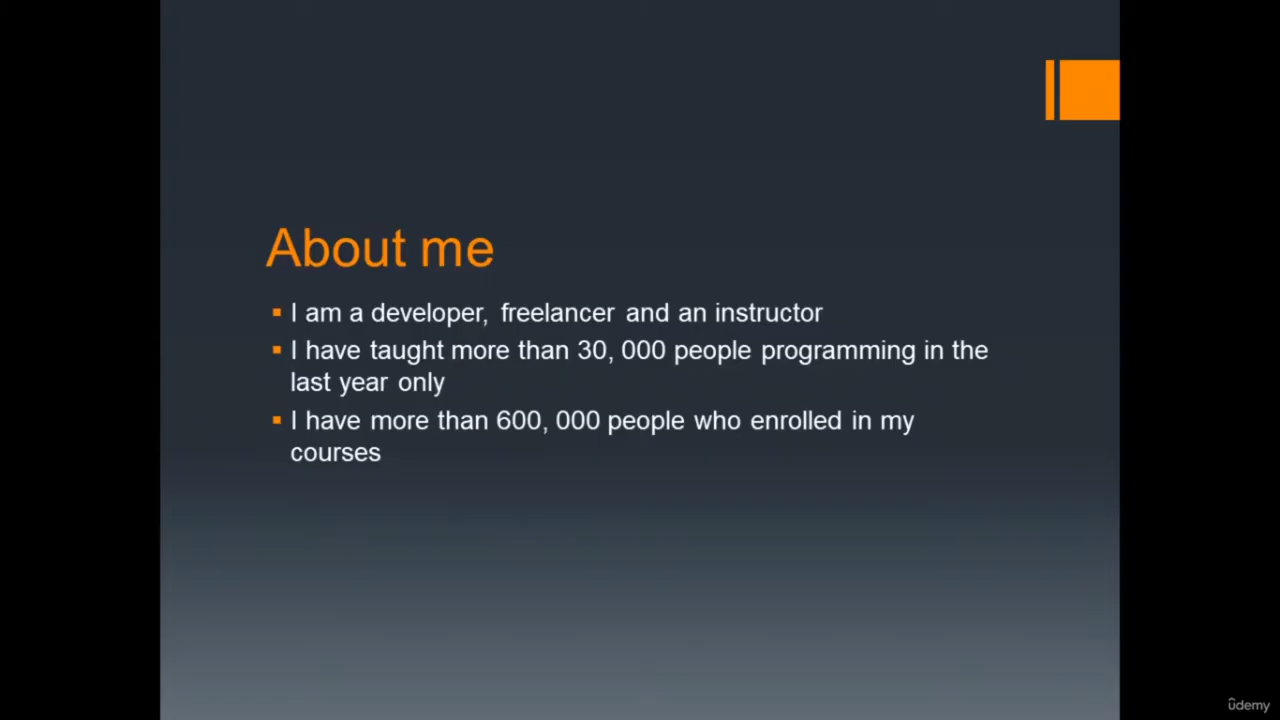 About me
I am a developer, freelancer and an instructor
I have taught more than 30, 000 people programming in the
last year only
I have more than 600, 000 people who enrolled in my
courses
ûdemy